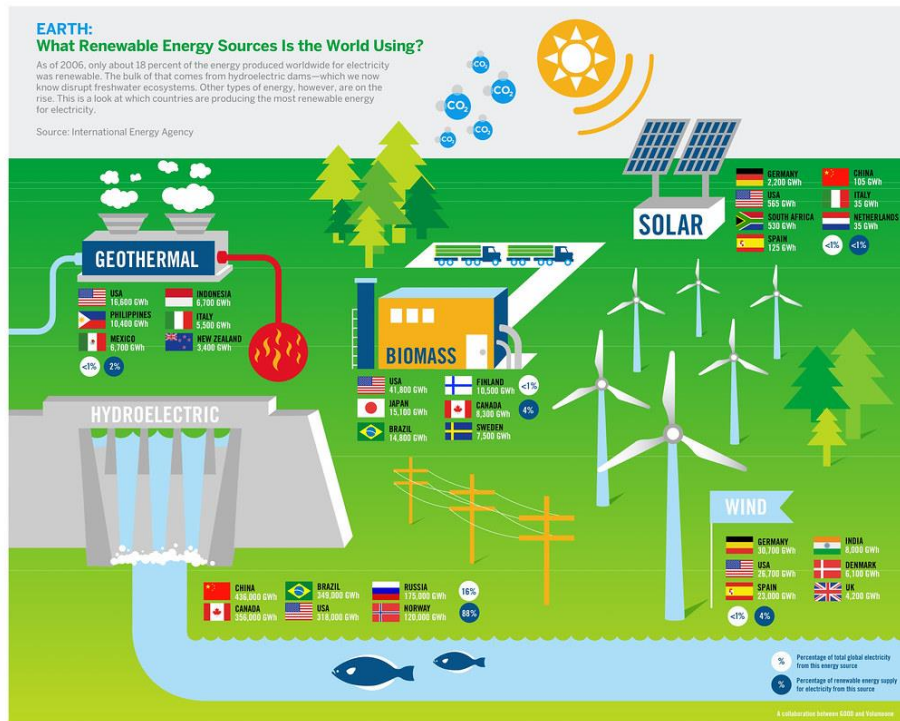 EARTH:
What Renewable Energy Sources Is the World Using?
As of 2006, only about 18 percent of the energy produced worldwide for electricity
was renewable. The bulk of that comes from hydroelectric dams—which we now
know disrupt freshwater ecosystems. Other types of energy, however, are on the
rise. This is a look at which countries are producing the most renewable energy
for electricity.
Source: International Energy Agency
CO2
CO2
CO2
CO2
CO2
SOLAR
GERMANY
2,200 GWh
USA
565 GWh
SOUTH AFRICA
530 GWh
SPAIN
125 GWh
CHINA
105 GWh
ITALY
35 GWh
NETHERLANDS
35 GWh
<1%
<1%
GEOTHERMAL
USA
16,600 GWh
PHILIPPINES
10,400 GWh
MEXICO
6,700 GWh
INDONESIA
6,700 GWh
ITALY
5,500 GWh
NEW ZEALAND
3,400 GWh
<1%
2%
BIOMASS
USA
41,800 GWh
JAPAN
15,100 GWh
BRAZIL
14,800 GWh
FINLAND
10,500 GWh
CANADA
8,300 GWh
SWEDEN
7,500 GWh
<1%
4%
HYDROELECTRIC
CHINA
436,000 GWh
CANADA
356,000 GWh
BRAZIL
349,000 GWh
USA
318,000 GWh
RUSSIA
175,000 GWh
NORWAY
120,000 GWh
16%
88%
WIND
GERMANY
30,700 GWh
USA
26,700 GWh
SPAIN
23,000 GWh
INDIA
8,000 GWh
DENMARK
6,100 GWh
UK
4,200 GWh
<1%
4%
%
Percentage of total global electricity
from this energy source
%
Percentage of renewable energy supply
for electricity from this source
A collaboration between GOOD and Volumeone